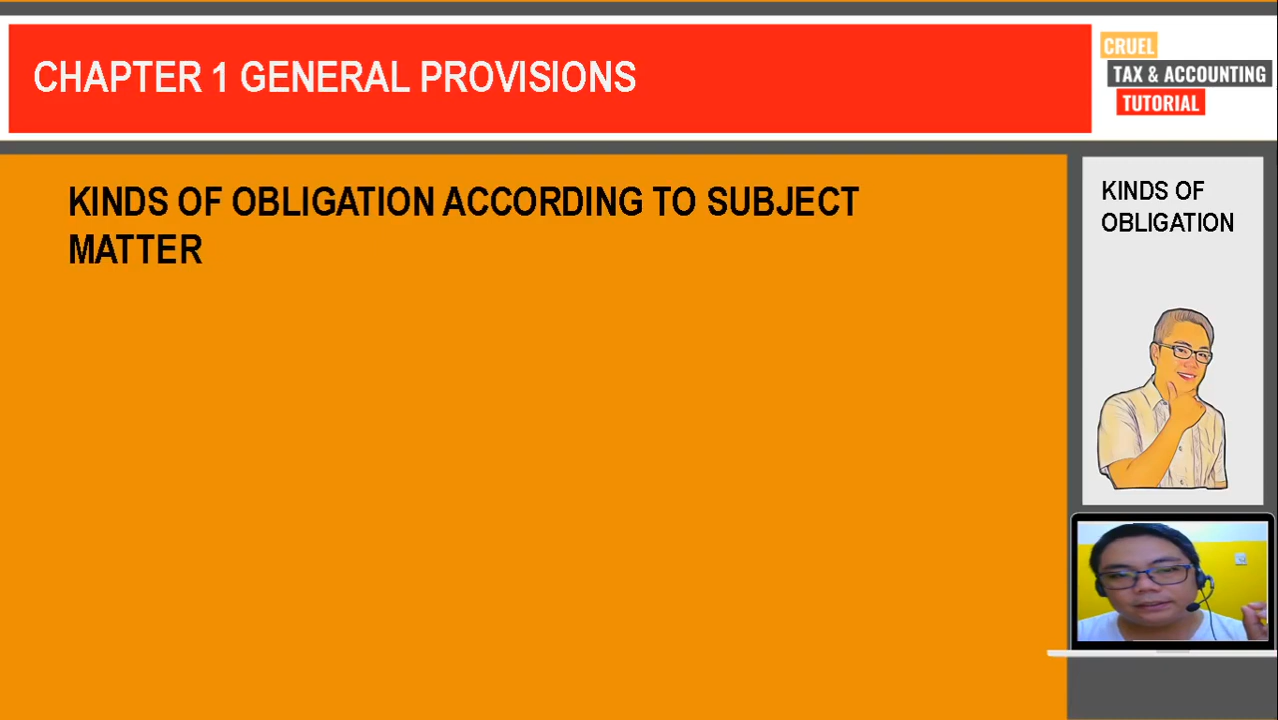 CHAPTER 1 GENERAL PROVISIONS
CRUEL
TAX & ACCOUNTING
TUTORIAL
KINDS OF OBLIGATION ACCORDING TO SUBJECT
MATTER
KINDS OF
OBLIGATION